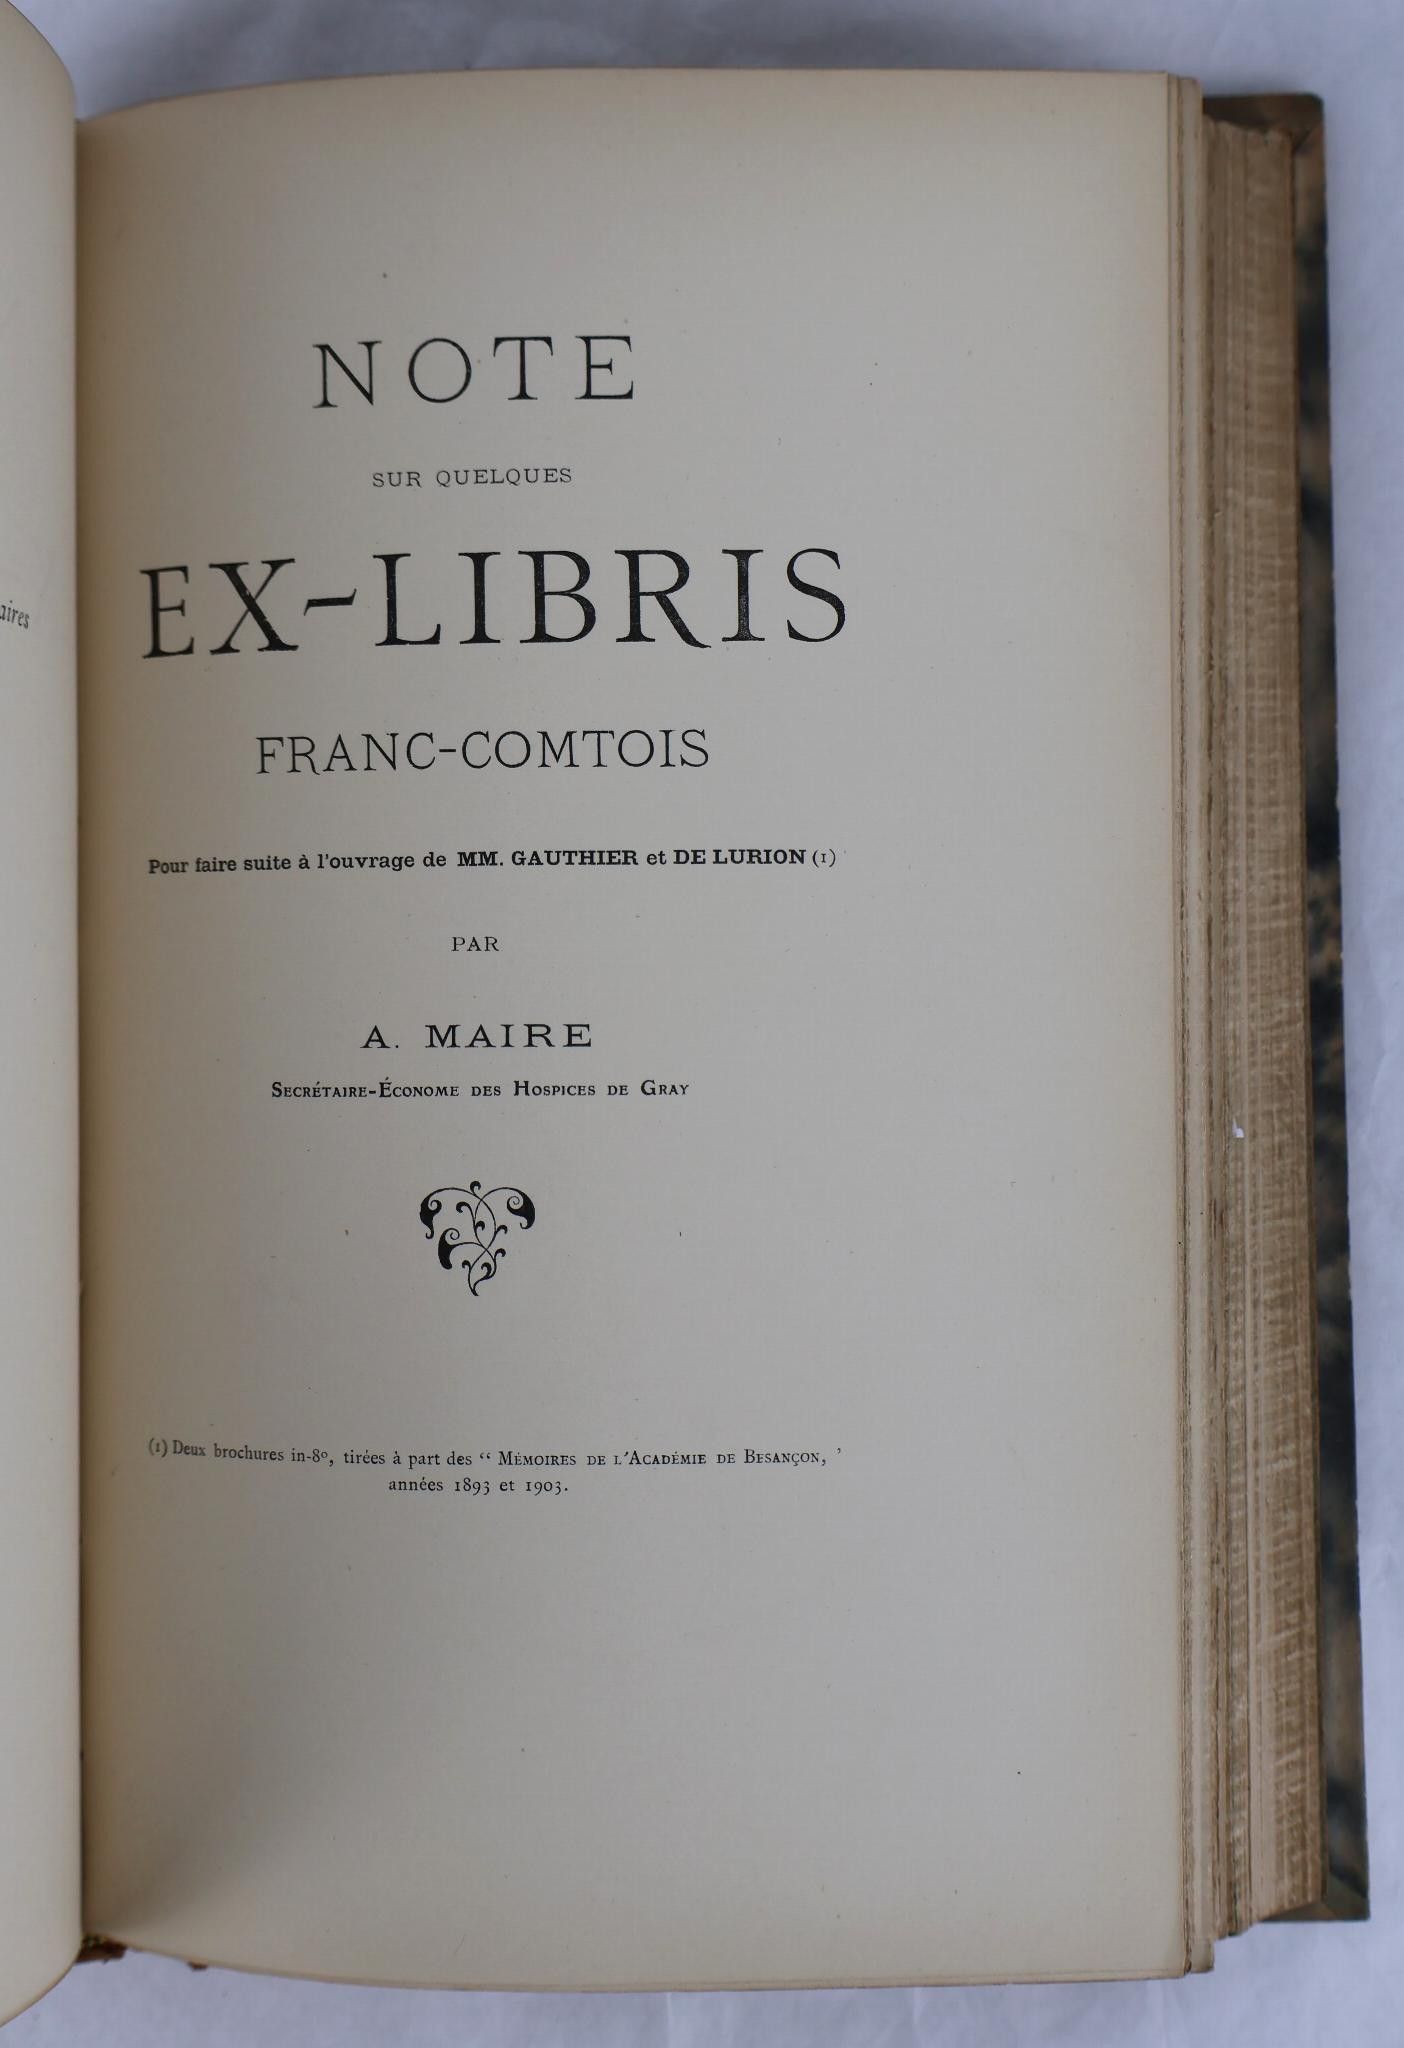 aires
NOTE
SUR QUELQUES
EX-LIBRIS
FRANC-COMTOIS
Pour faire suite à l'ouvrage de MM. GAUTHIER et DE LURION (1)
PAR
A. MAIRE
SECRÉTAIRE-ÉCONOME DES HOSPICES DE GRAY
(1) Deux brochures in-8º, tirées à part des “ MÉMOIRES DE L'ACADÉMIE DE BESANÇON, ’
années 1893 et 1903.